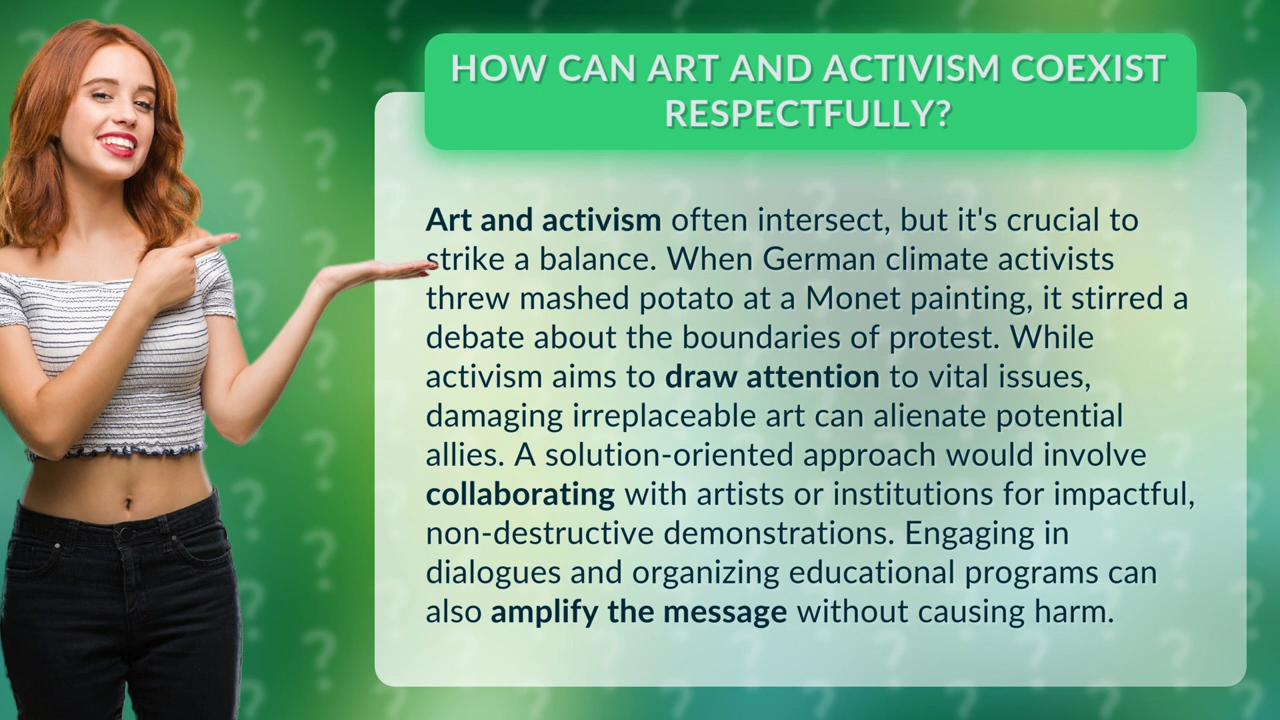 HOW CAN ART AND ACTIVISM COEXIST
RESPECTFULLY?
Art and activism often intersect, but it's crucial to
strike a balance. When German climate activists
threw mashed potato at a Monet painting, it stirred a
debate about the boundaries of protest. While
activism aims to draw attention to vital issues,
damaging irreplaceable art can alienate potential
allies. A solution-oriented approach would involve
collaborating with artists or institutions for impactful,
non-destructive demonstrations. Engaging in
dialogues and organizing educational programs can
also amplify the message without causing harm.